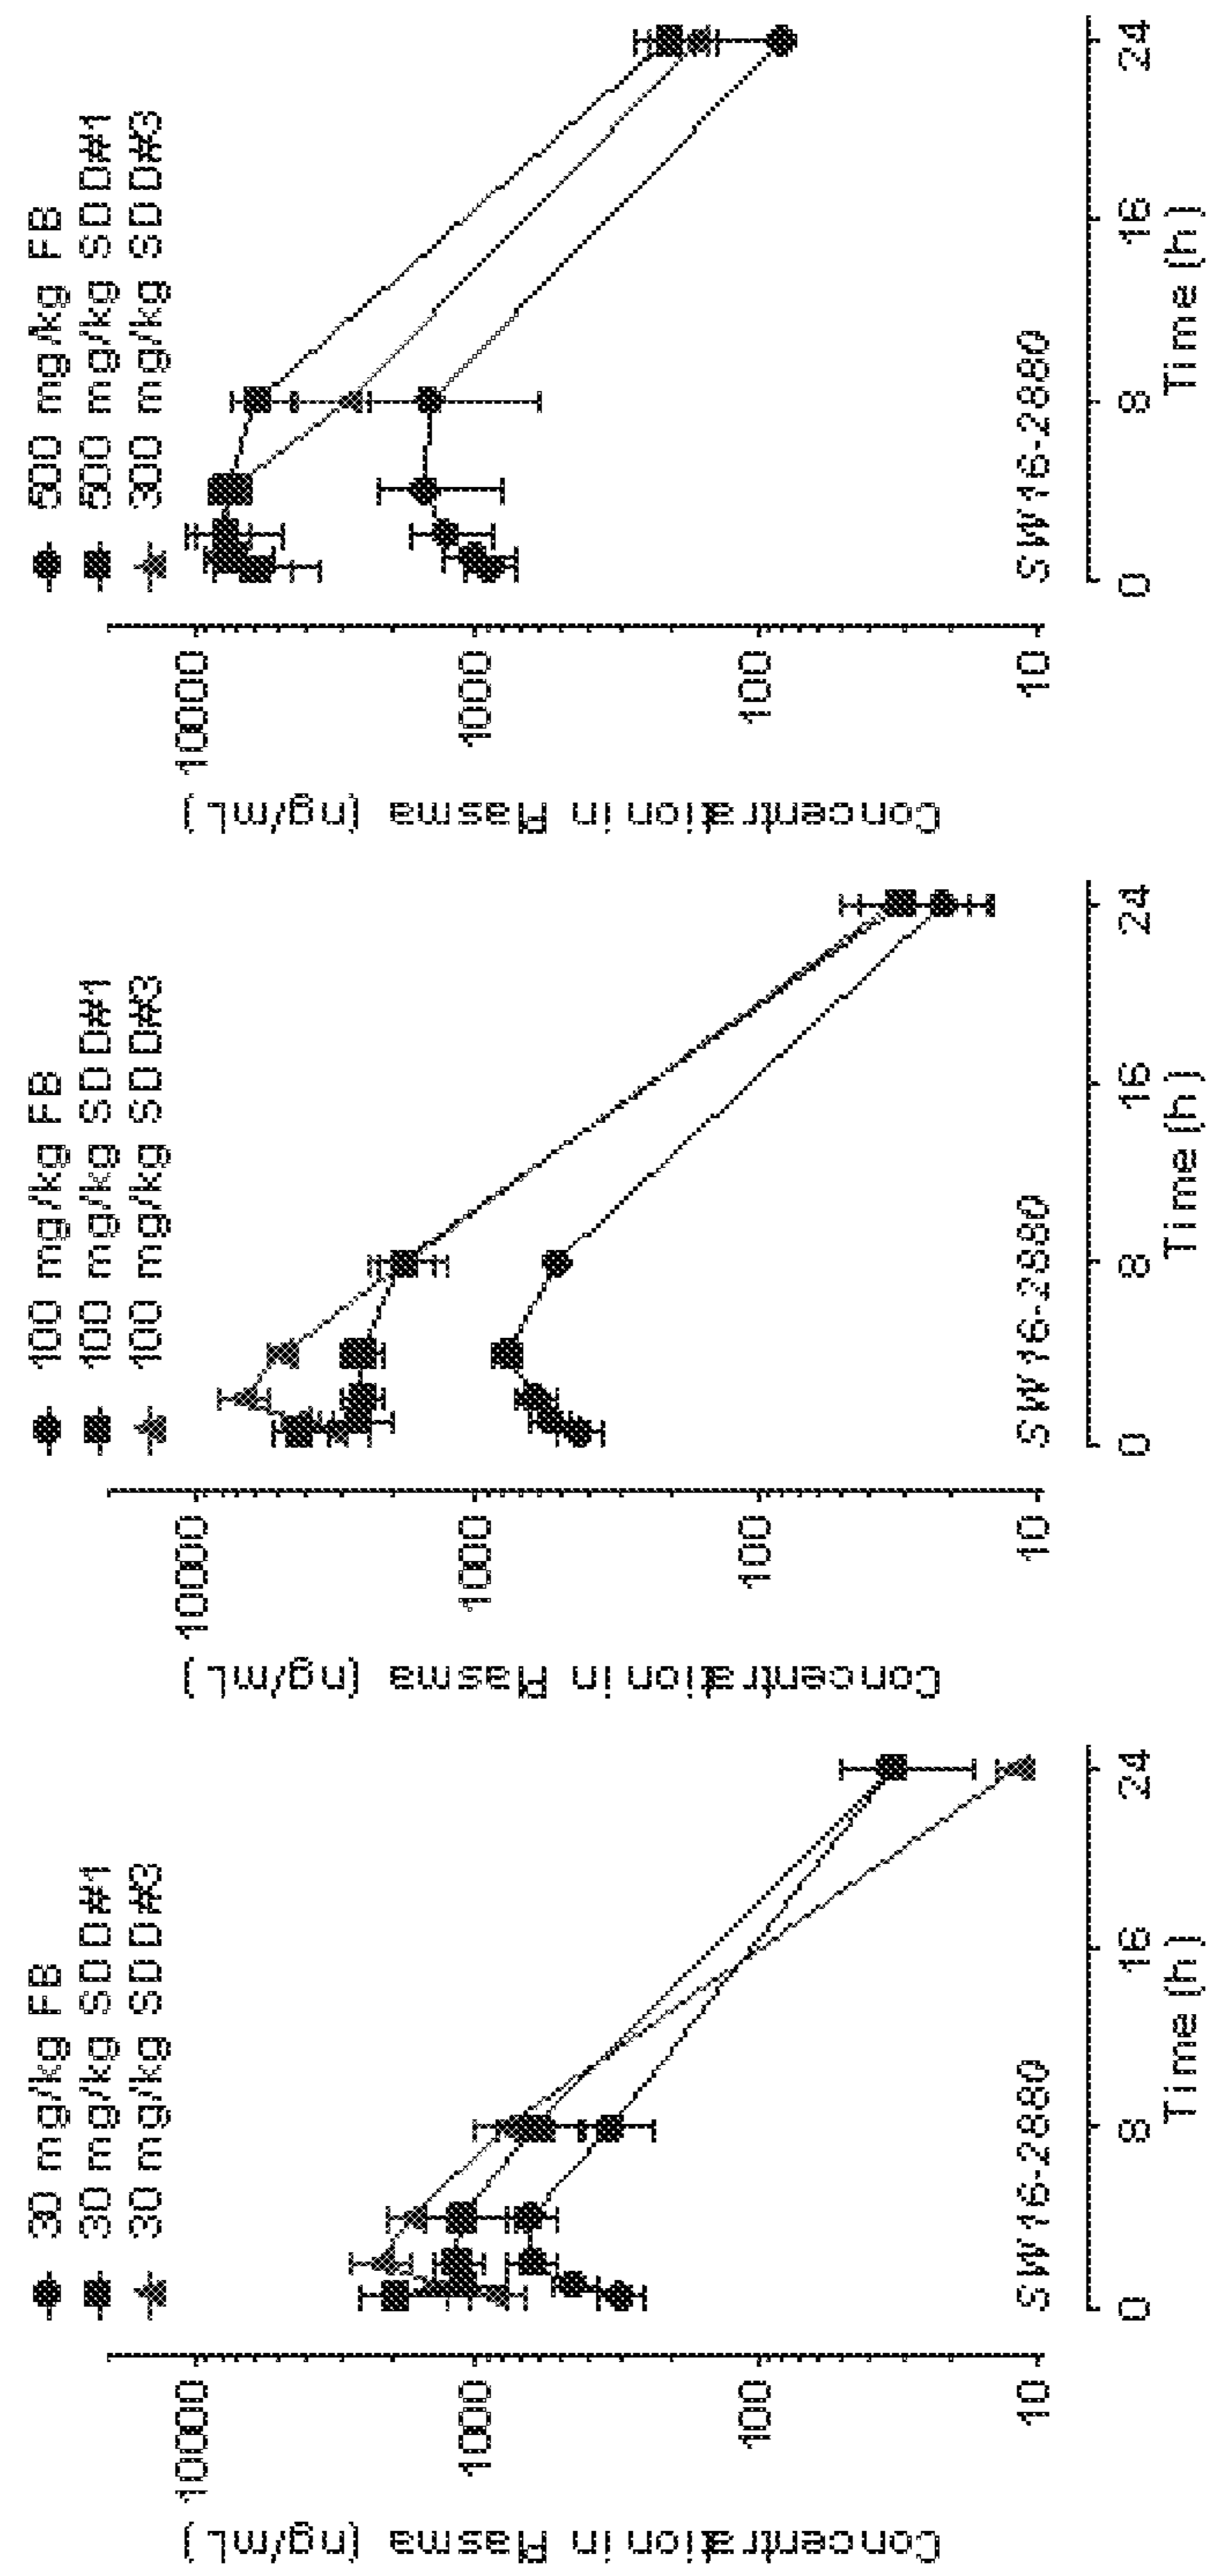 30 mg/kg FB
30 mg/kg SDD#1
30 mg/kg SDD#3
10000
1000
100
10
Concentration in Plasma (ng/mL)
SW16-2880
0 8 16 24
Time (h)
100 mg/kg FB
100 mg/kg SDD#1
100 mg/kg SDD#3
10000
1000
100
10
Concentration in Plasma (ng/mL)
SW16-2880
0 8 16 24
Time (h)
500 mg/kg FB
500 mg/kg SDD#1
300 mg/kg SDD#3
10000
1000
100
10
Concentration in Plasma (ng/mL)
SW16-2880
0 8 16 24
Time (h)